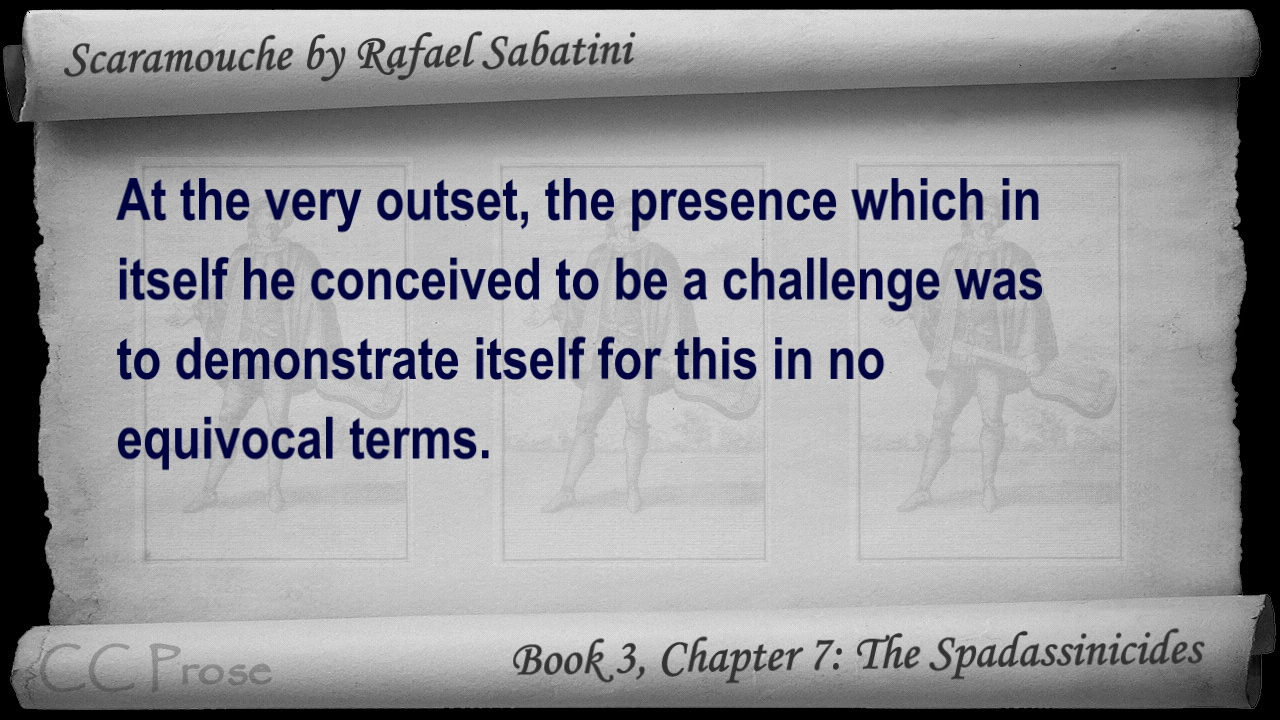 Scaramouche by Rafael Sabatini
At the very outset, the presence which in
itself he conceived to be a challenge was
to demonstrate itself for this in no
equivocal terms.
CC Prose
Book 3, Chapter 7: The Spadassinicides